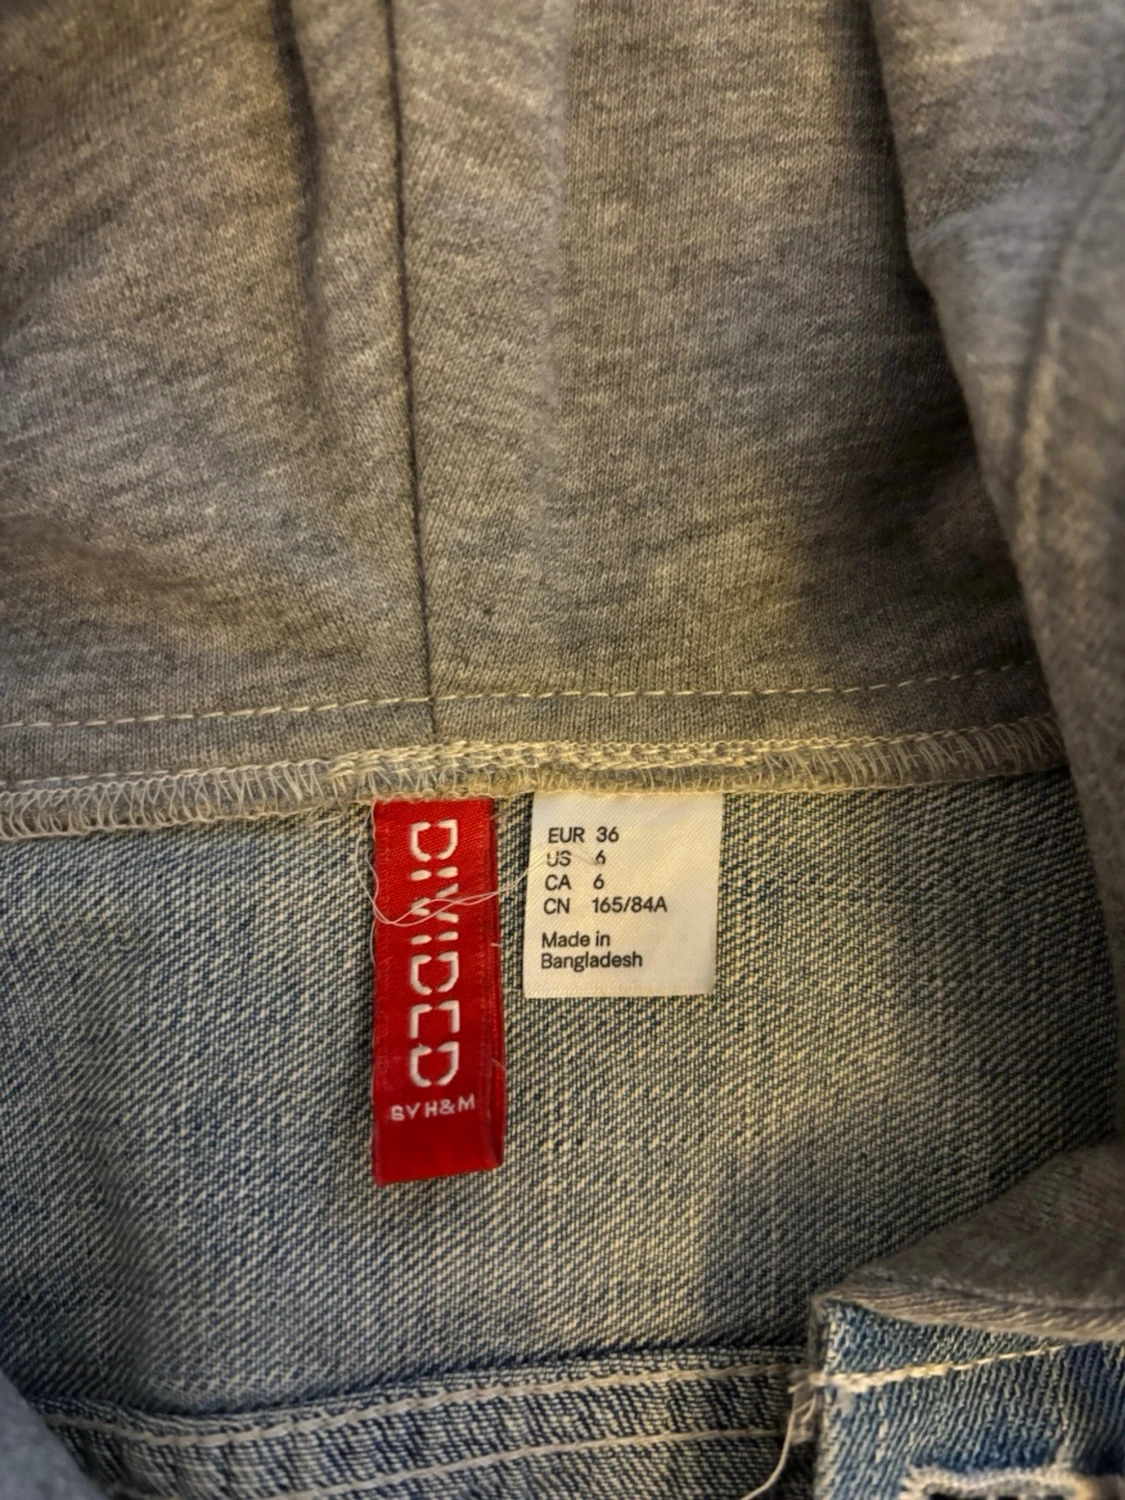 DIVIDED
BY H&M
EUR 36
US 6
CA 6
CN 165/84A
Made in
Bangladesh